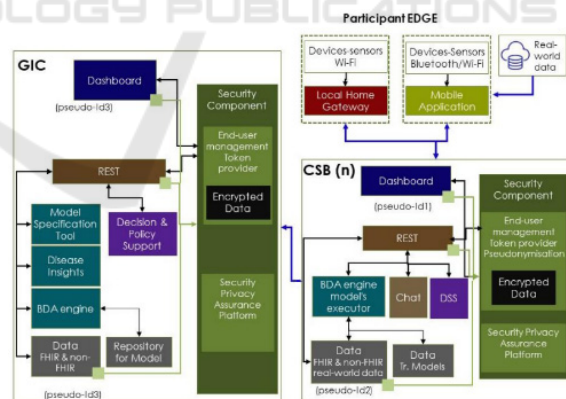 OLOGY PUBLICATIONS
Participant EDGE
Devices-sensors
Wi-Fi
Devices-Sensors
Bluetooth/Wi-Fi
Real-
world
data
Local Home
Gateway
Mobile
Application
GIC
Dashboard
(pseudo-Id3)
Security
Component
REST
End-user
management
Token
provider
Encrypted
Data
Model
Specification
Tool
Decision &
Policy
Support
Disease
Insights
BDA engine
Security
Privacy
Assurance
Platform
Data
FHIR & non-
FHIR
Repository
for Model
(pseudo-Id3)
CSB (n)
Dashboard
(pseudo-Id1)
Security
Component
REST
End-user
management
Token provider
Pseudonymisation
Encrypted
Data
BDA engine
model's
executor
Chat
DSS
Security Privacy
Assurance
Platform
Data
FHIR & non-FHIR
real-world data
Data
Tr. Models
(pseudo-Id2)